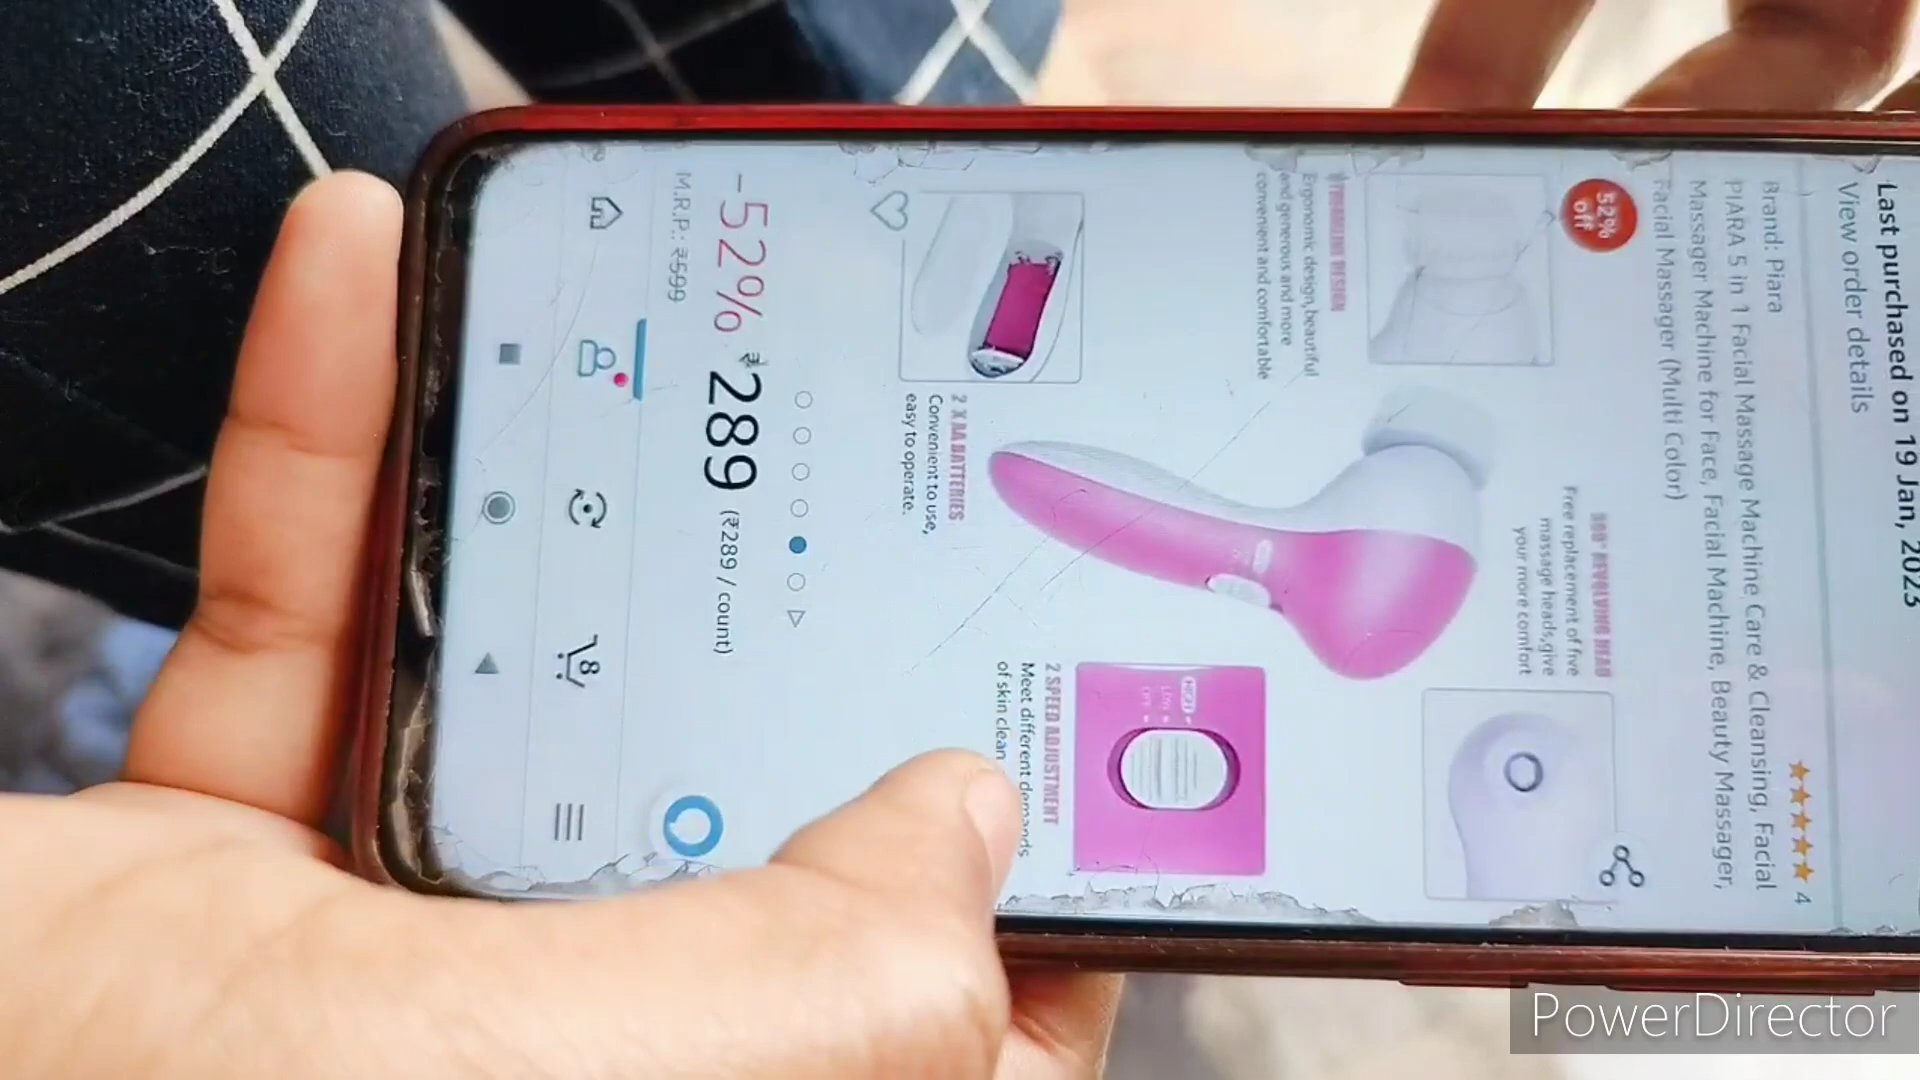 Last purchased on 19 Jan, 2023
View order details
Brand: Piara
★★★★★ 4
PIARA 5 in 1 Facial Massage Machine Care & Cleansing, Facial
Massager Machine for Face, Facial Machine, Beauty Massager,
Facial Massager (Multi Color)
52%
off
REVOLVING HEAD
Free replacement of five
massage heads,give
your more comfort
DESIGN
Ergonomic design,beautiful
and generous and more
convenient and comfortable
HIGH
LOW
OFF
2 X AA BATTERIES
Convenient to use,
easy to operate.
2 SPEED ADJUSTMENT
Meet different demands
of skin clean
-52% ₹289 (₹289 / count)
M.R.P.: ₹599
8
PowerDirector